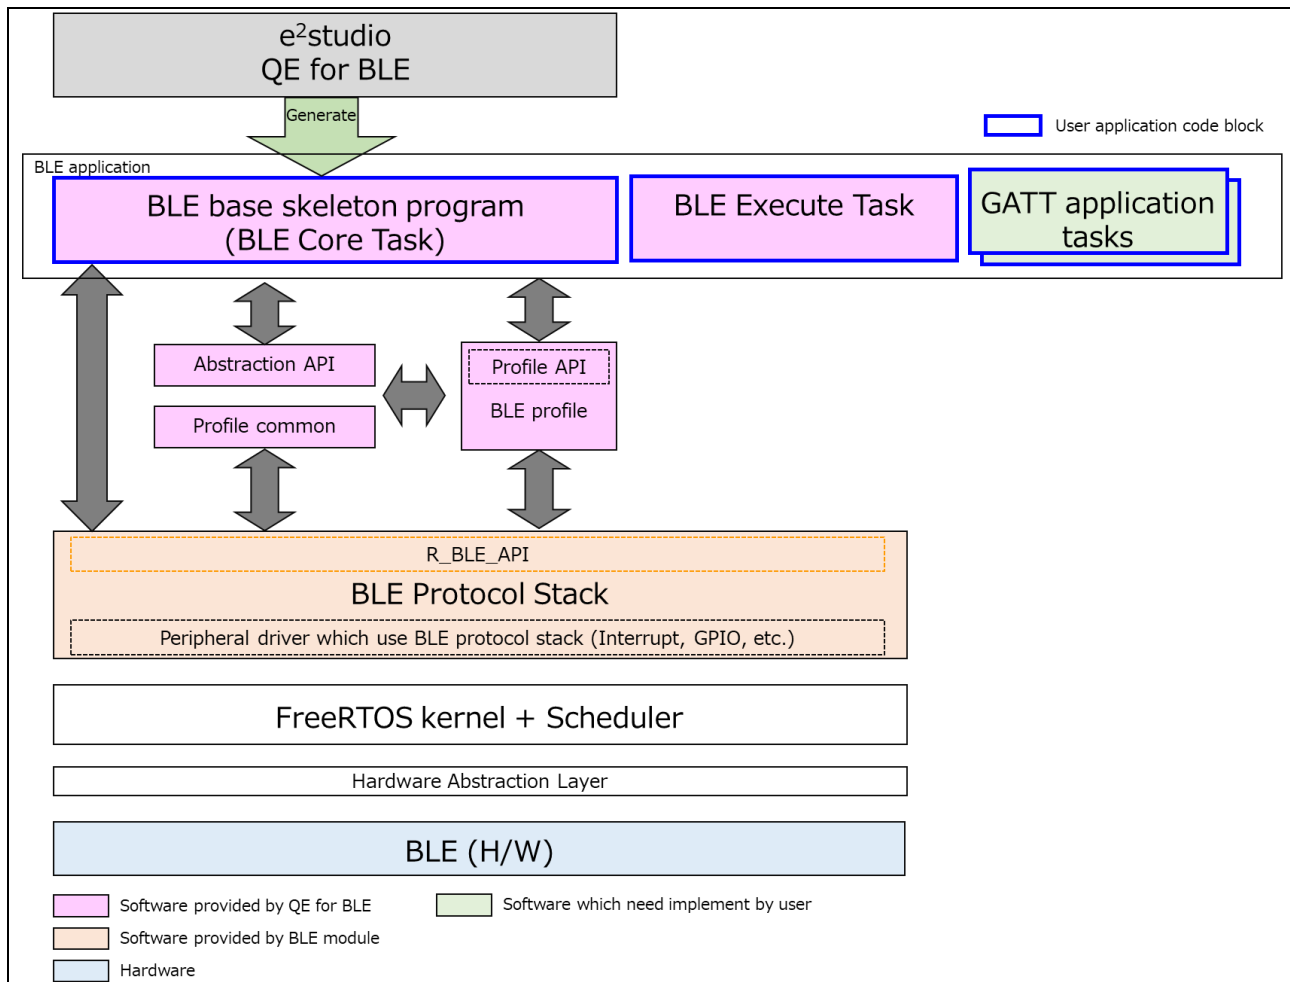 e²studio
QE for BLE
Generate
User application code block
BLE application
BLE base skeleton program
(BLE Core Task)
BLE Execute Task
GATT application
tasks
Abstraction API
Profile API
BLE profile
Profile common
R_BLE_API
BLE Protocol Stack
Peripheral driver which use BLE protocol stack (Interrupt, GPIO, etc.)
FreeRTOS kernel + Scheduler
Hardware Abstraction Layer
BLE (H/W)
Software provided by QE for BLE
Software which need implement by user
Software provided by BLE module
Hardware